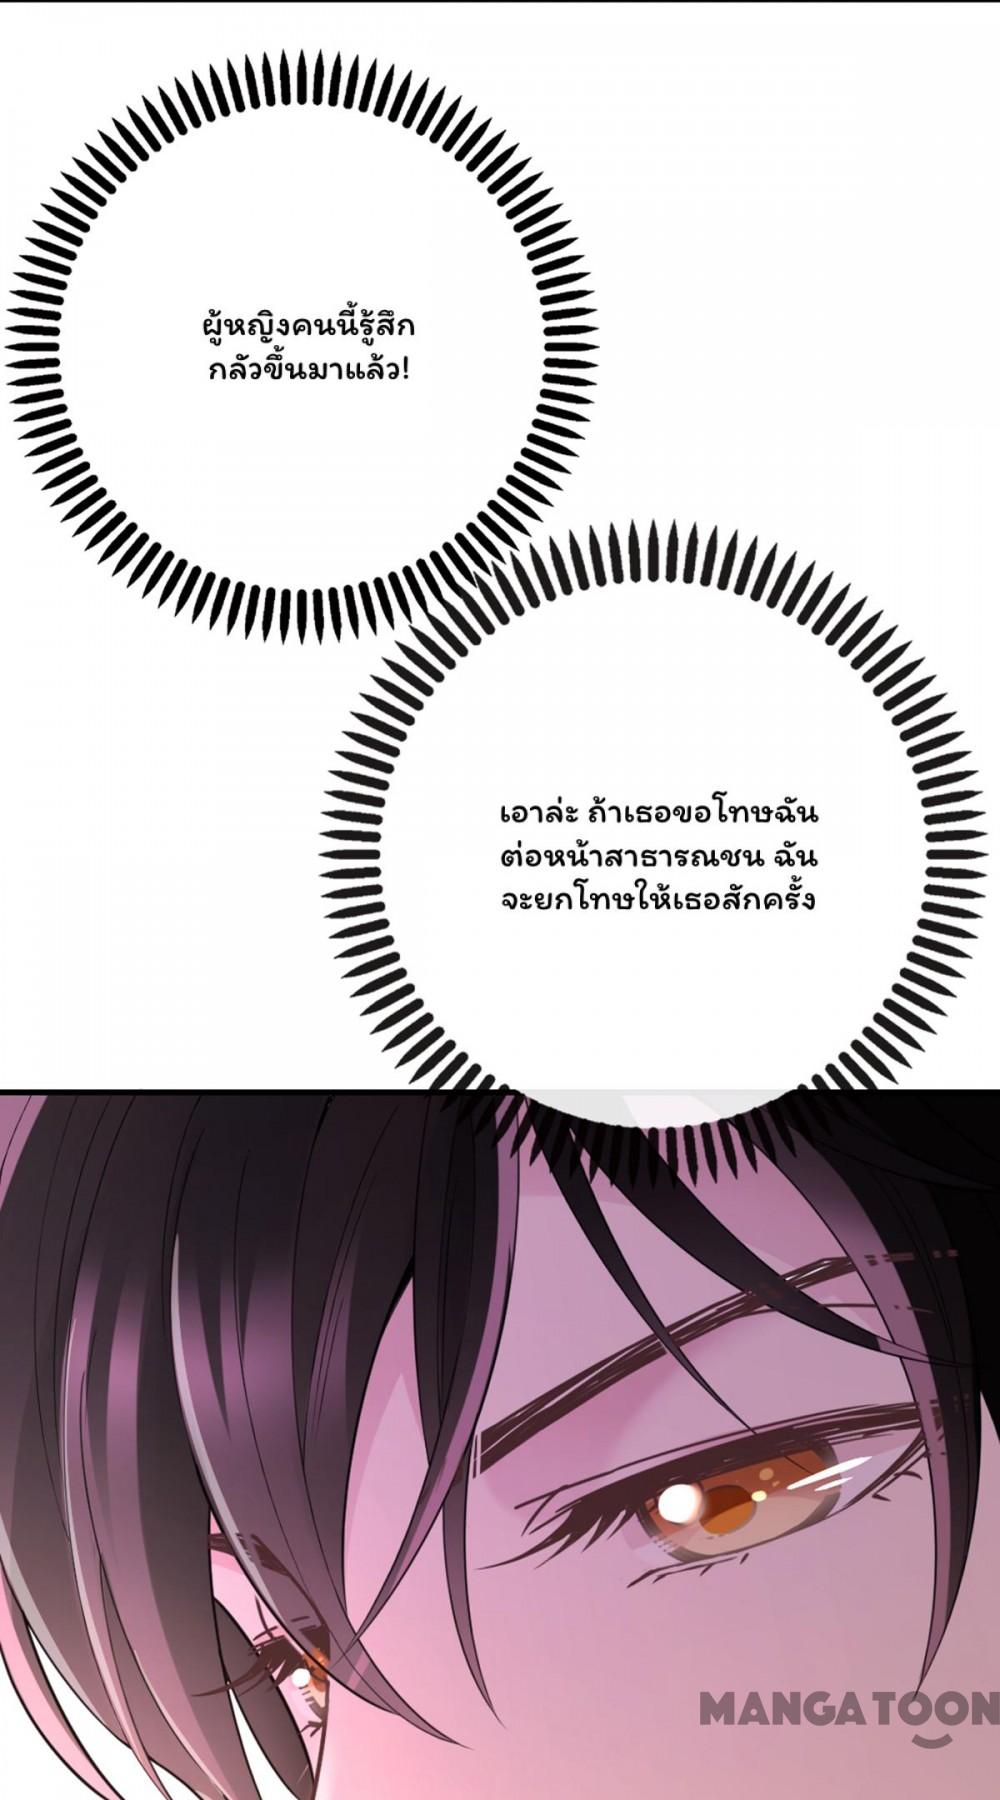 ผู้หญิงคนนี้รู้สึก
กลัวขึ้นมาแล้ว!
เอาล่ะ ถ้าเธอขอโทษฉัน
ต่อหน้าสาธารณชน ฉัน
จะยกโทษให้เธอสักครั้ง
MANGATOON